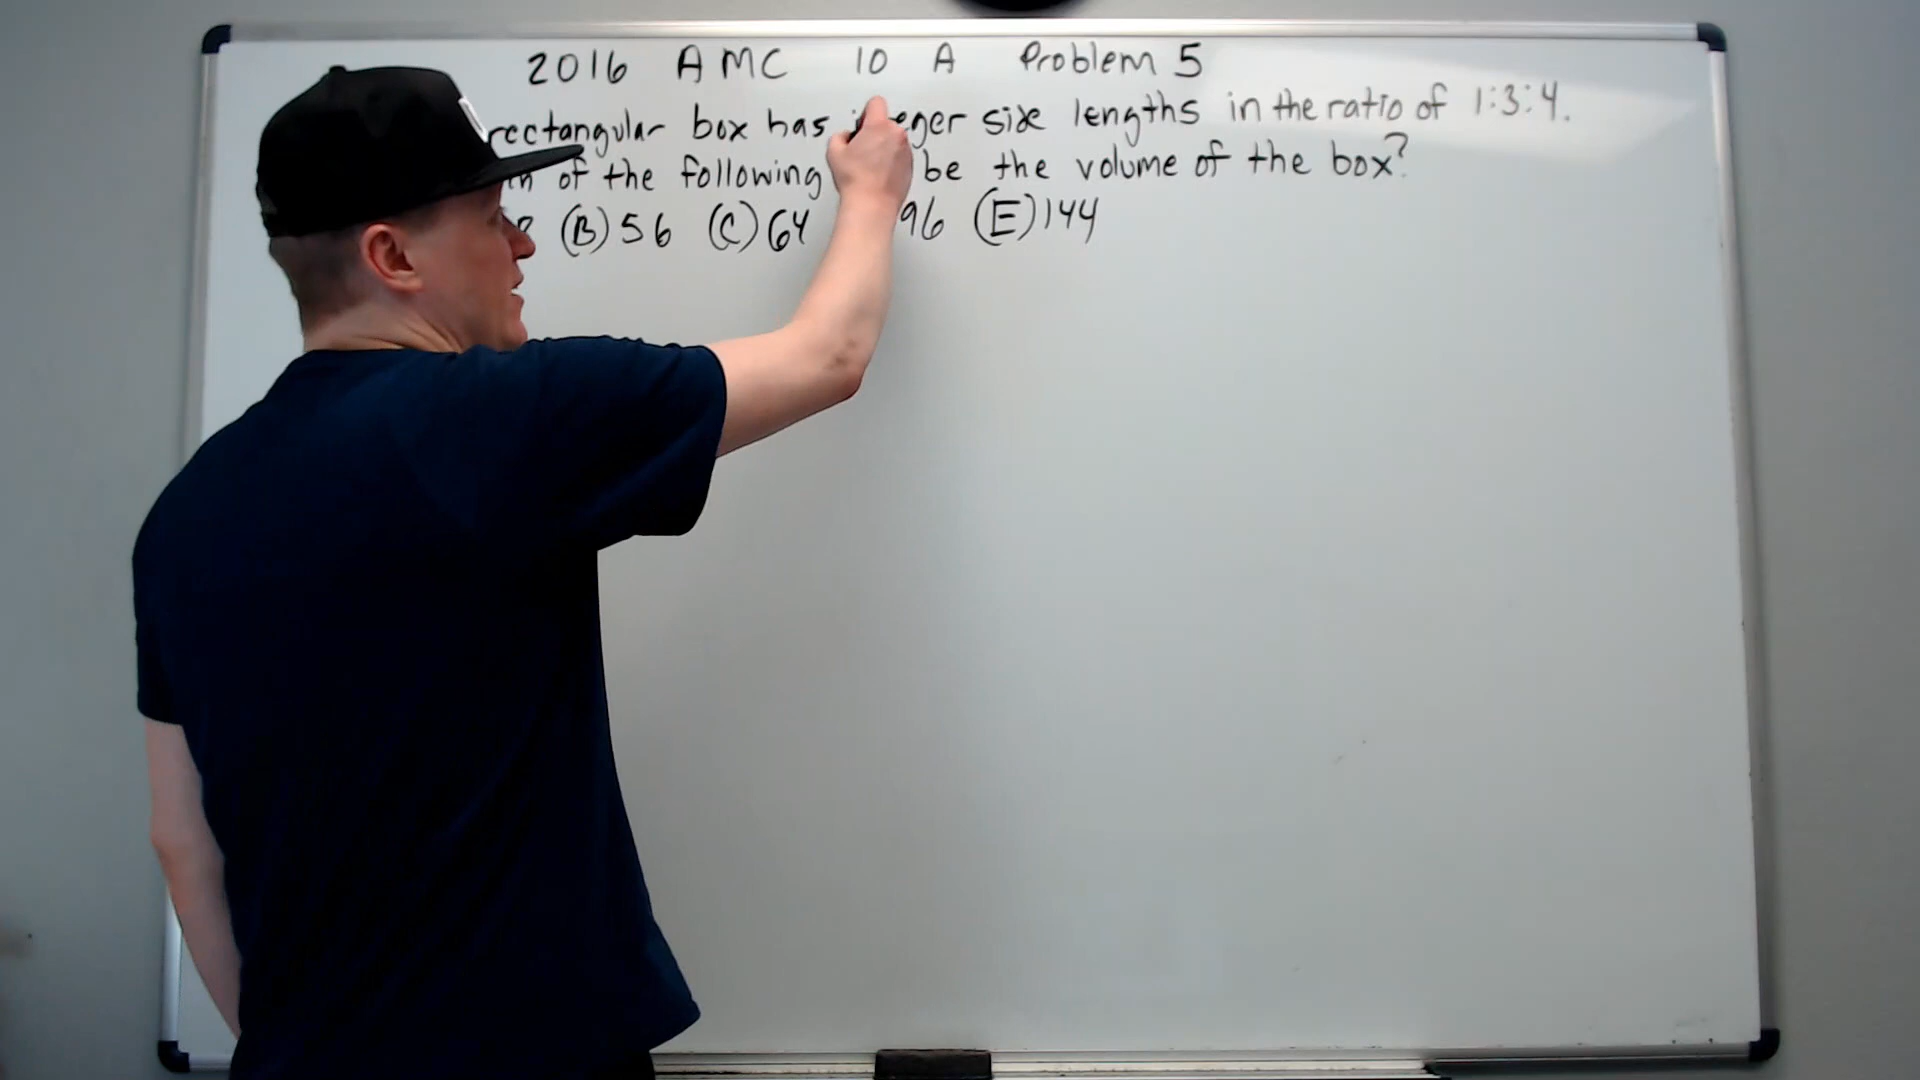 2016 AMC 10 A Problem 5
rectangular box has side lengths in the ratio of 1:3:4.
of the following be the volume of the box?
(B) 56 (C) 64 96 (E) 144